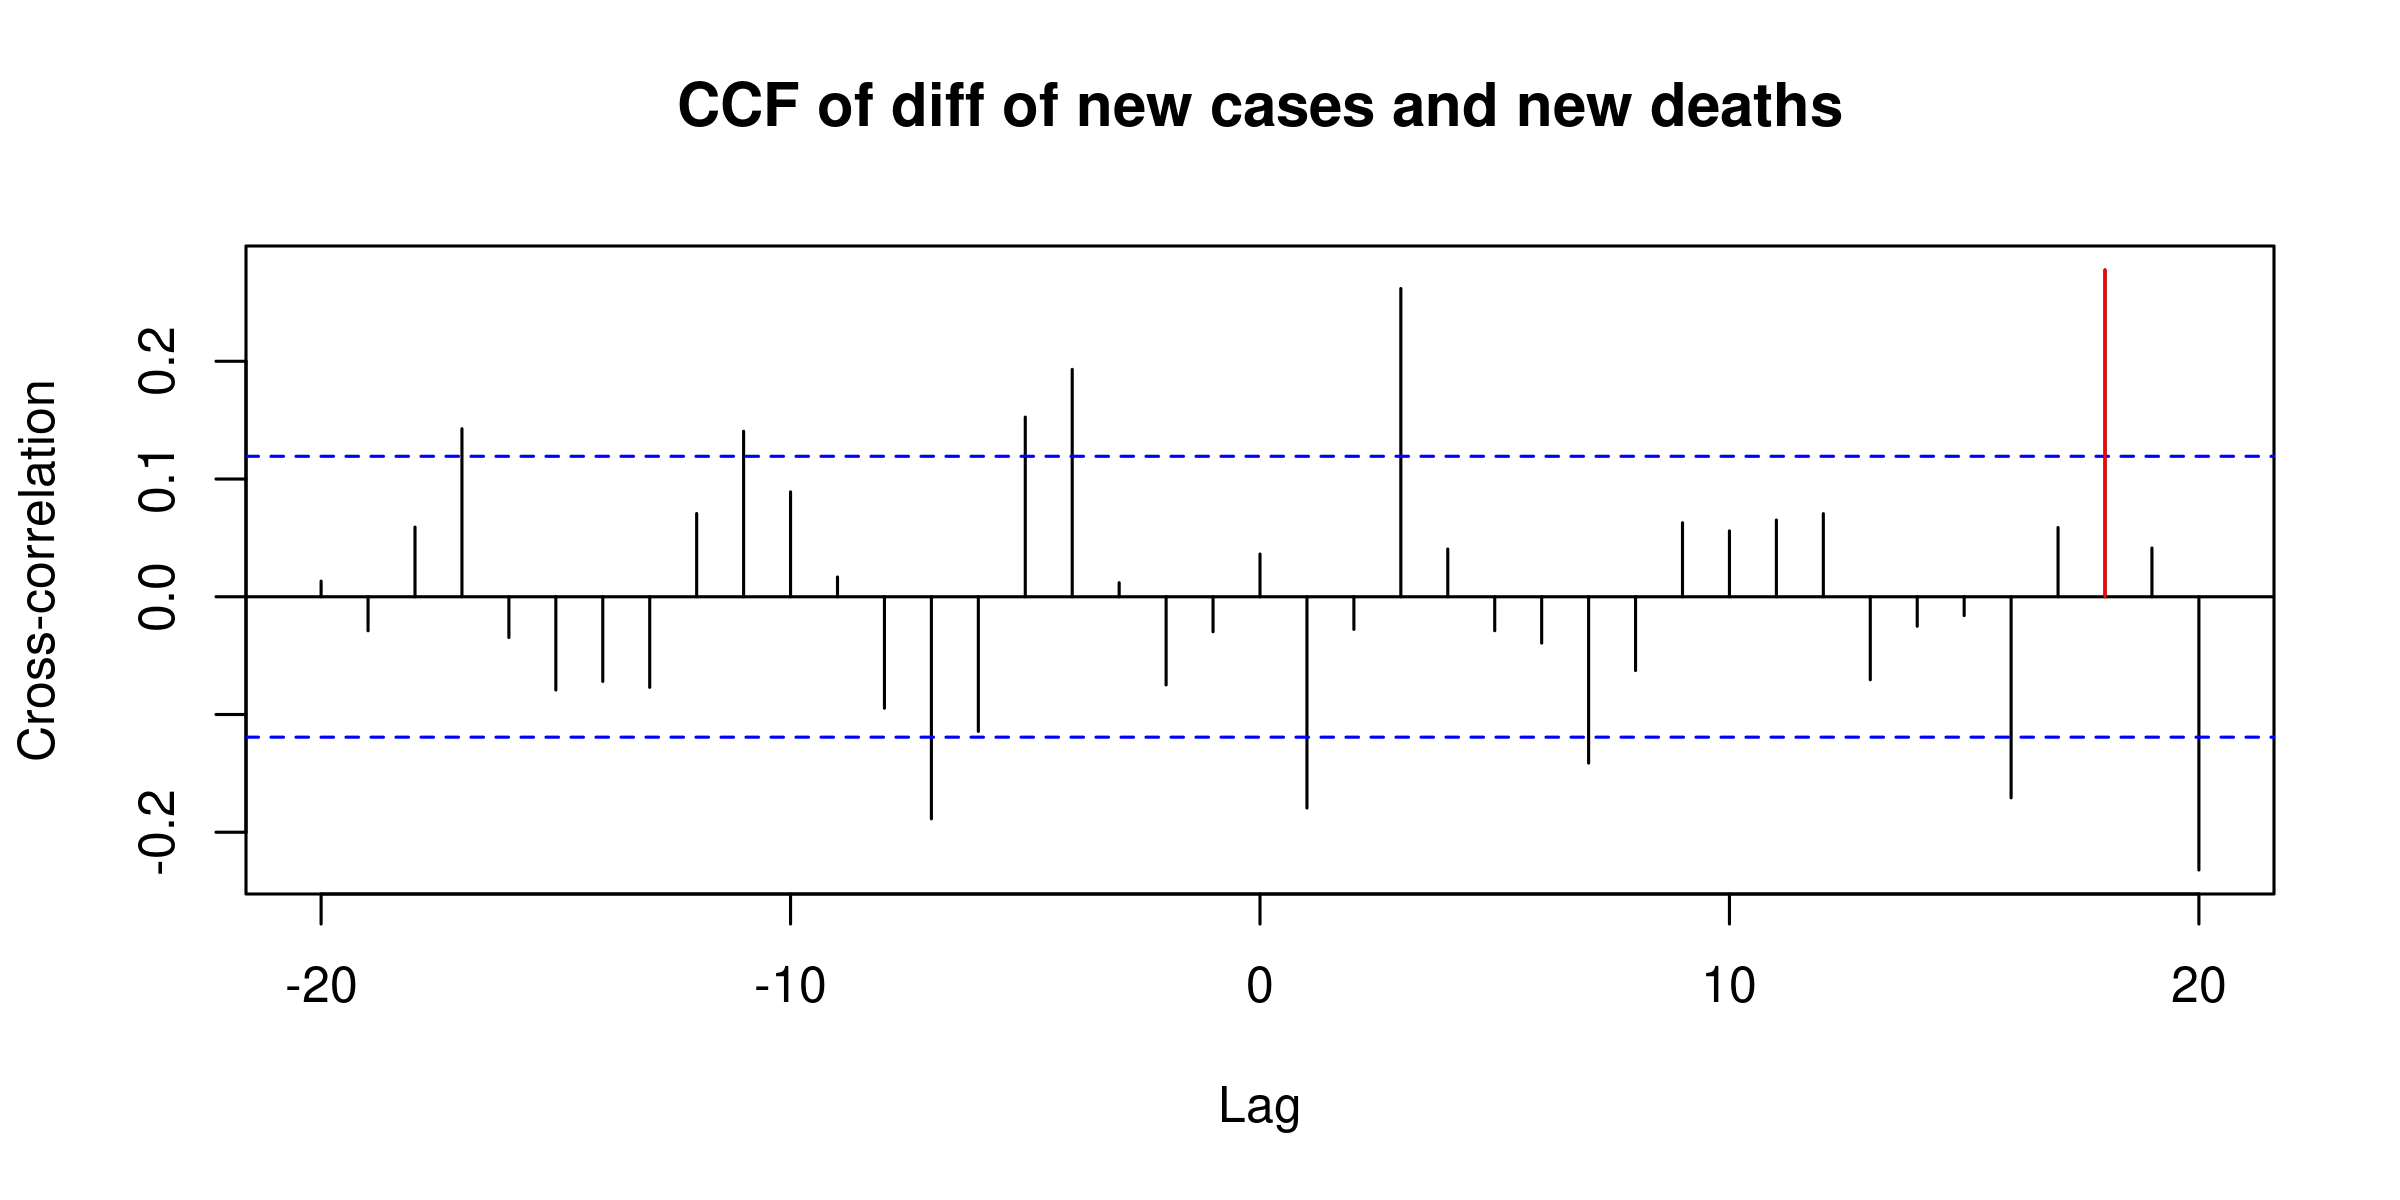 CCF of diff of new cases and new deaths
Cross-correlation
0.2
0.1
0.0
-0.2
-20 -10 0 10 20
Lag